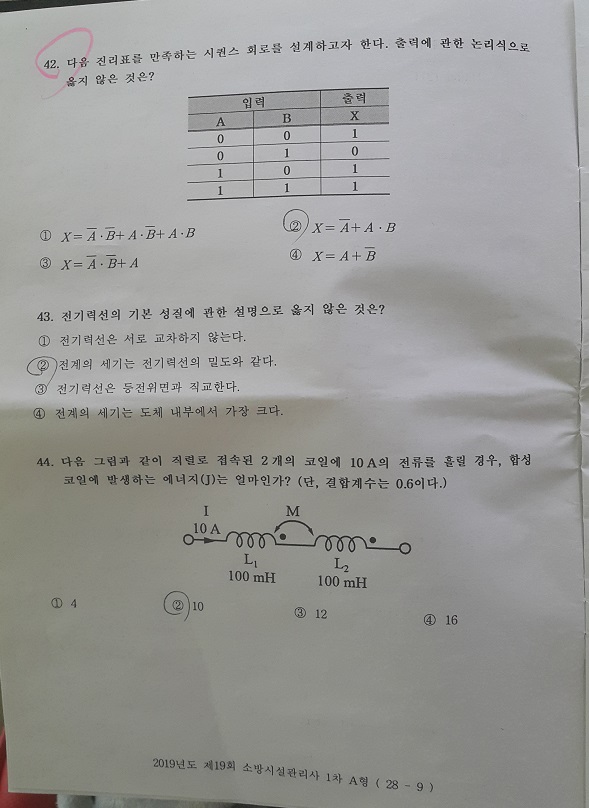 42. 다음 진리표를 만족하는 시퀀스 회로를 설계하고자 한다. 출력에 관한 논리식으로
옳지 않은 것은?
입력 출력
A B X
0 0 1
0 1 0
1 0 1
1 1 1
① X = A̅ · B̅ + A · B̅ + A · B
② X = A̅ + A · B
③ X = A̅ · B̅ + A
④ X = A + B̅
43. 전기력선의 기본 성질에 관한 설명으로 옳지 않은 것은?
① 전기력선은 서로 교차하지 않는다.
② 전계의 세기는 전기력선의 밀도와 같다.
③ 전기력선은 등전위면과 직교한다.
④ 전계의 세기는 도체 내부에서 가장 크다.
44. 다음 그림과 같이 직렬로 접속된 2개의 코일에 10 A의 전류를 흘릴 경우, 합성
코일에 발생하는 에너지(J)는 얼마인가? (단, 결합계수는 0.6이다.)
I M
10 A
L₁ L₂
100 mH 100 mH
① 4 ② 10 ③ 12 ④ 16
2019년도 제19회 소방시설관리사 1차 A형 ( 28 - 9 )